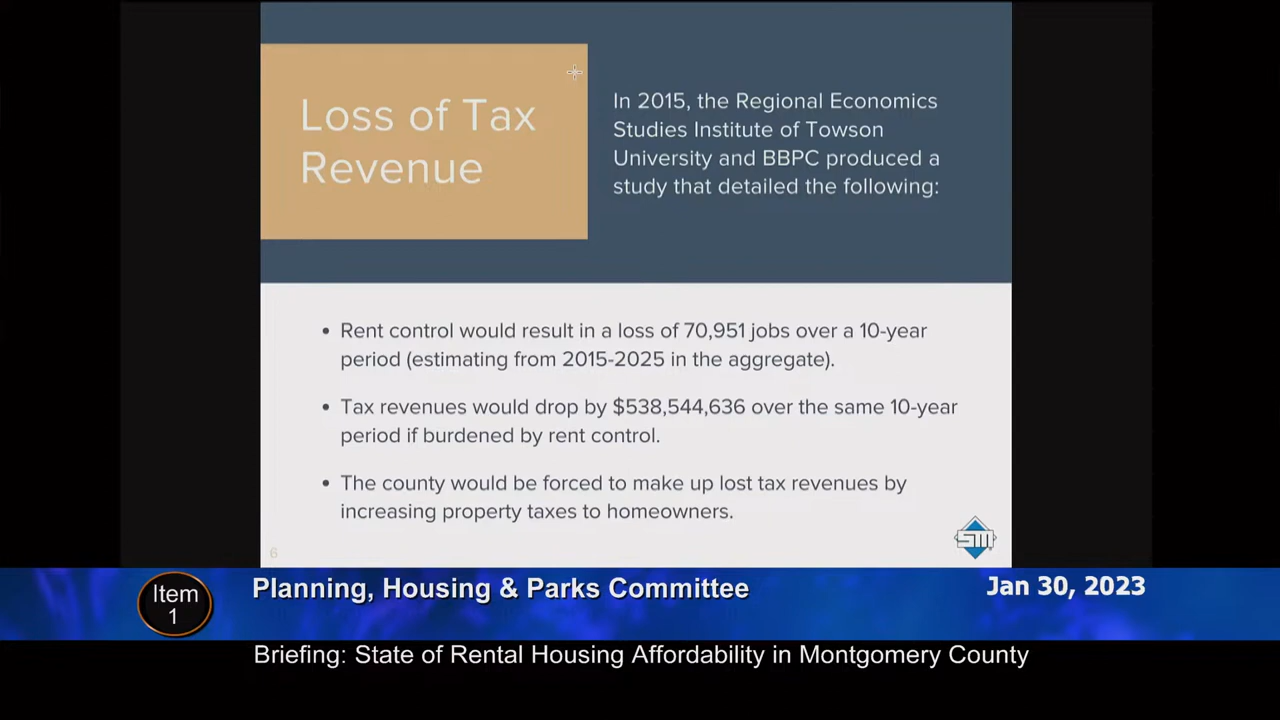 Loss of Tax
Revenue
In 2015, the Regional Economics
Studies Institute of Towson
University and BBPC produced a
study that detailed the following:
• Rent control would result in a loss of 70,951 jobs over a 10-year
period (estimating from 2015-2025 in the aggregate).
• Tax revenues would drop by $538,544,636 over the same 10-year
period if burdened by rent control.
• The county would be forced to make up lost tax revenues by
increasing property taxes to homeowners.
6
SM
Item
1
Planning, Housing & Parks Committee
Jan 30, 2023
Briefing: State of Rental Housing Affordability in Montgomery County